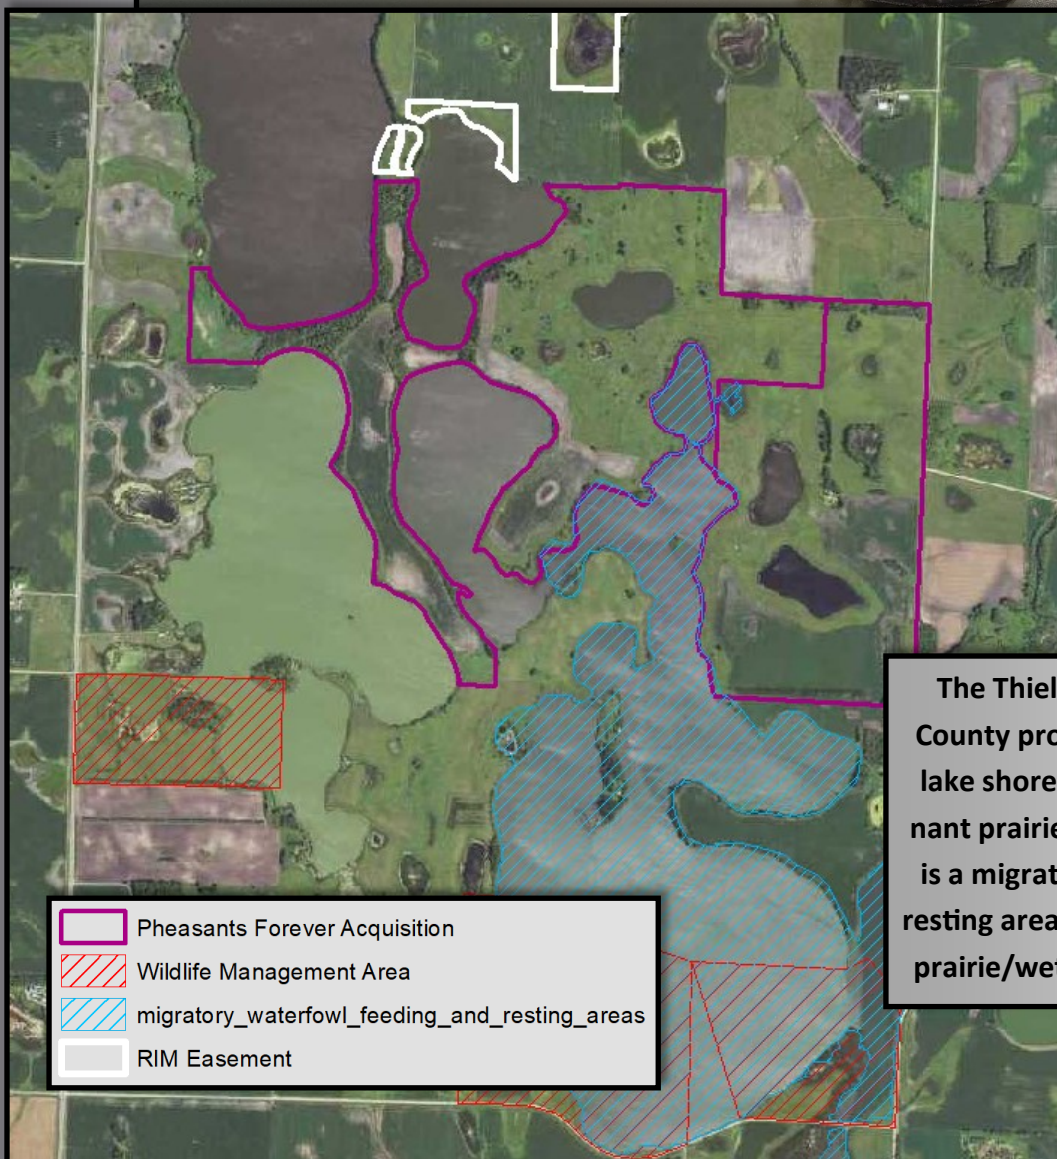 The Thiel
County pro
lake shore
nant prairie
is a migrat
resting area
prairie/wet
Pheasants Forever Acquisition
Wildlife Management Area
migratory_waterfowl_feeding_and_resting_areas
RIM Easement